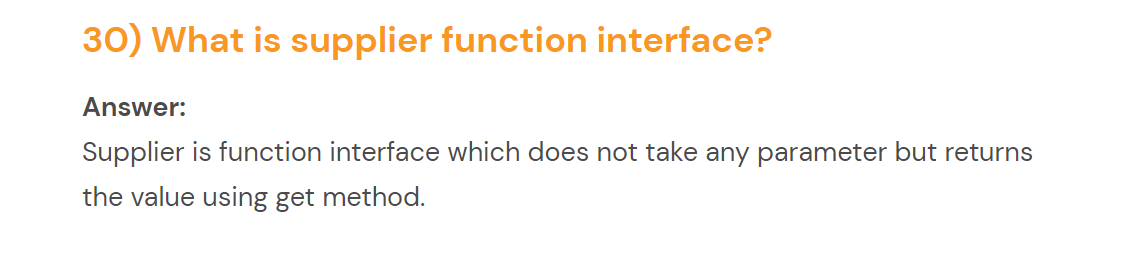 30) What is supplier function interface?
Answer:
Supplier is function interface which does not take any parameter but returns
the value using get method.